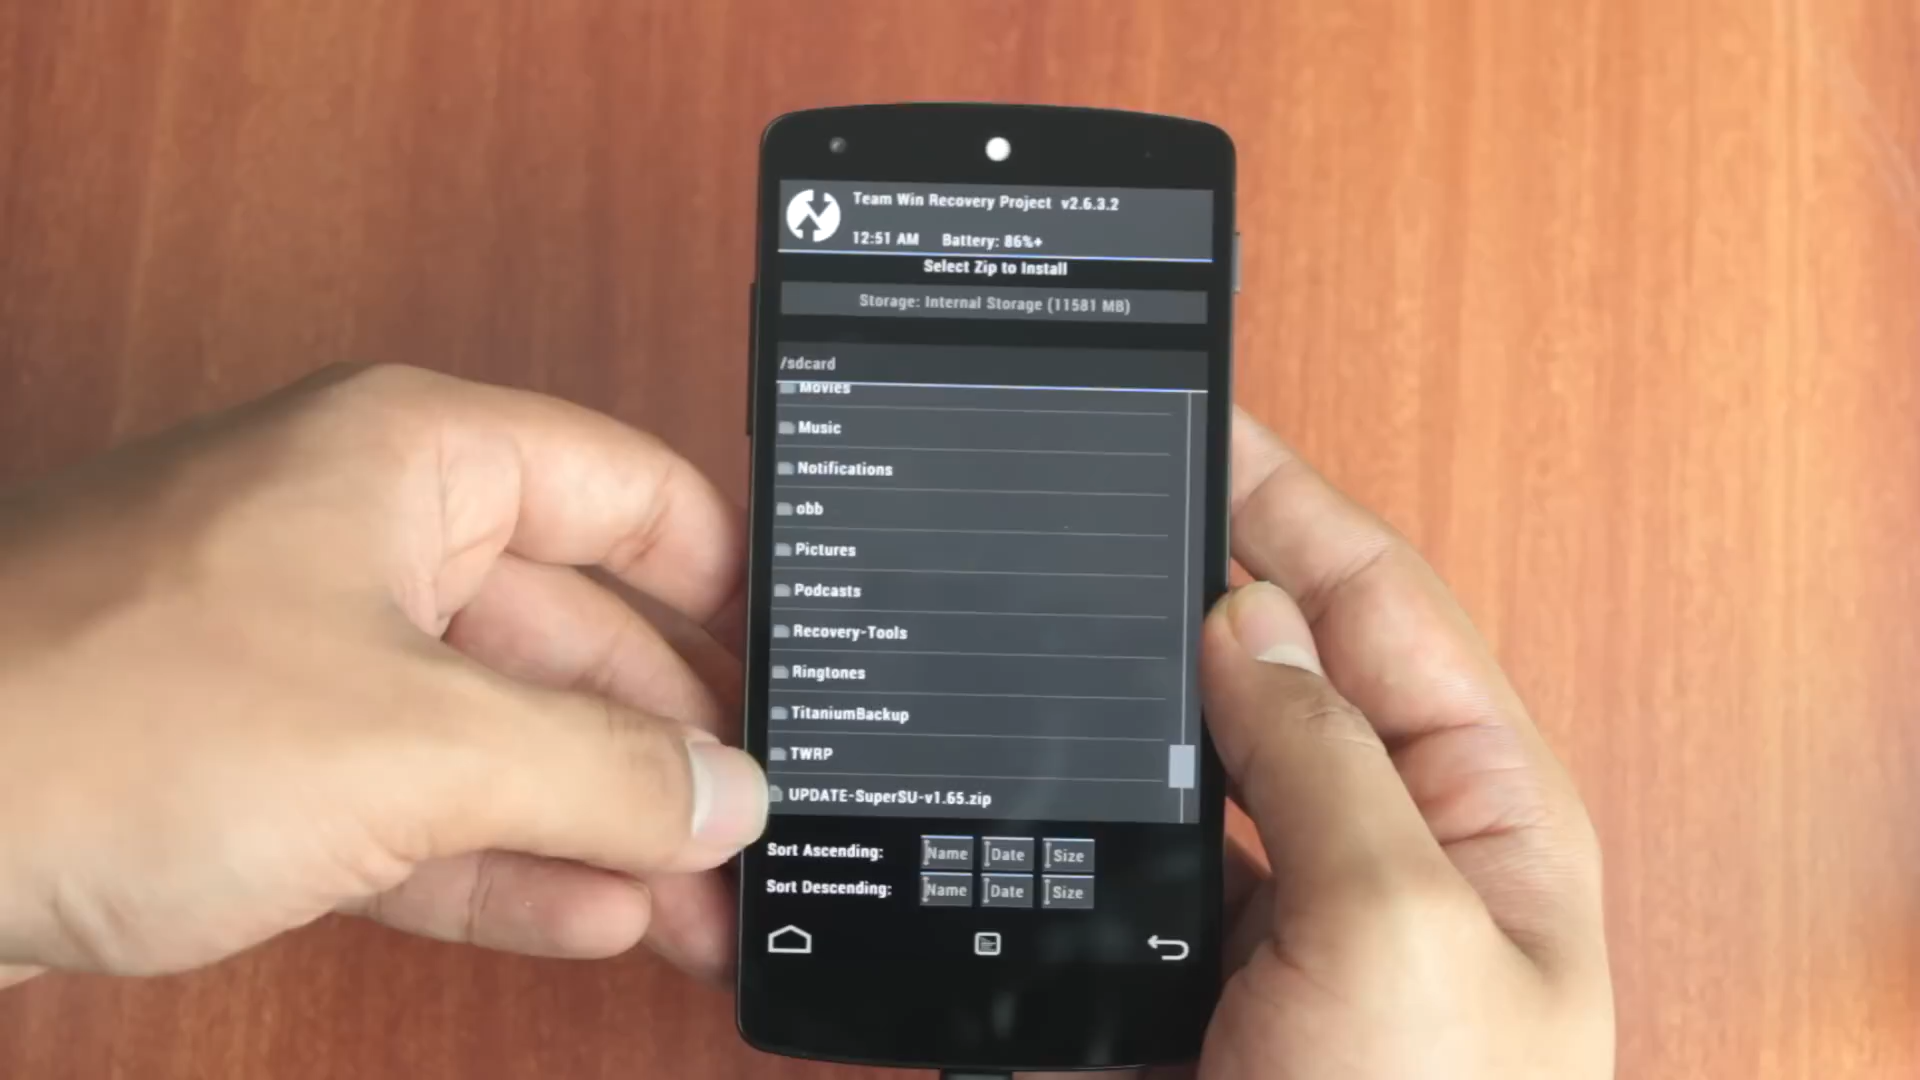 Team Win Recovery Project v2.6.3.2
12:51 AM Battery: 86%+
Select Zip to Install
Storage: Internal Storage (11581 MB)
/sdcard
Movies
Music
Notifications
obb
Pictures
Podcasts
Recovery-Tools
Ringtones
TitaniumBackup
TWRP
UPDATE-SuperSU-v1.65.zip
Sort Ascending: Name Date Size
Sort Descending: Name Date Size